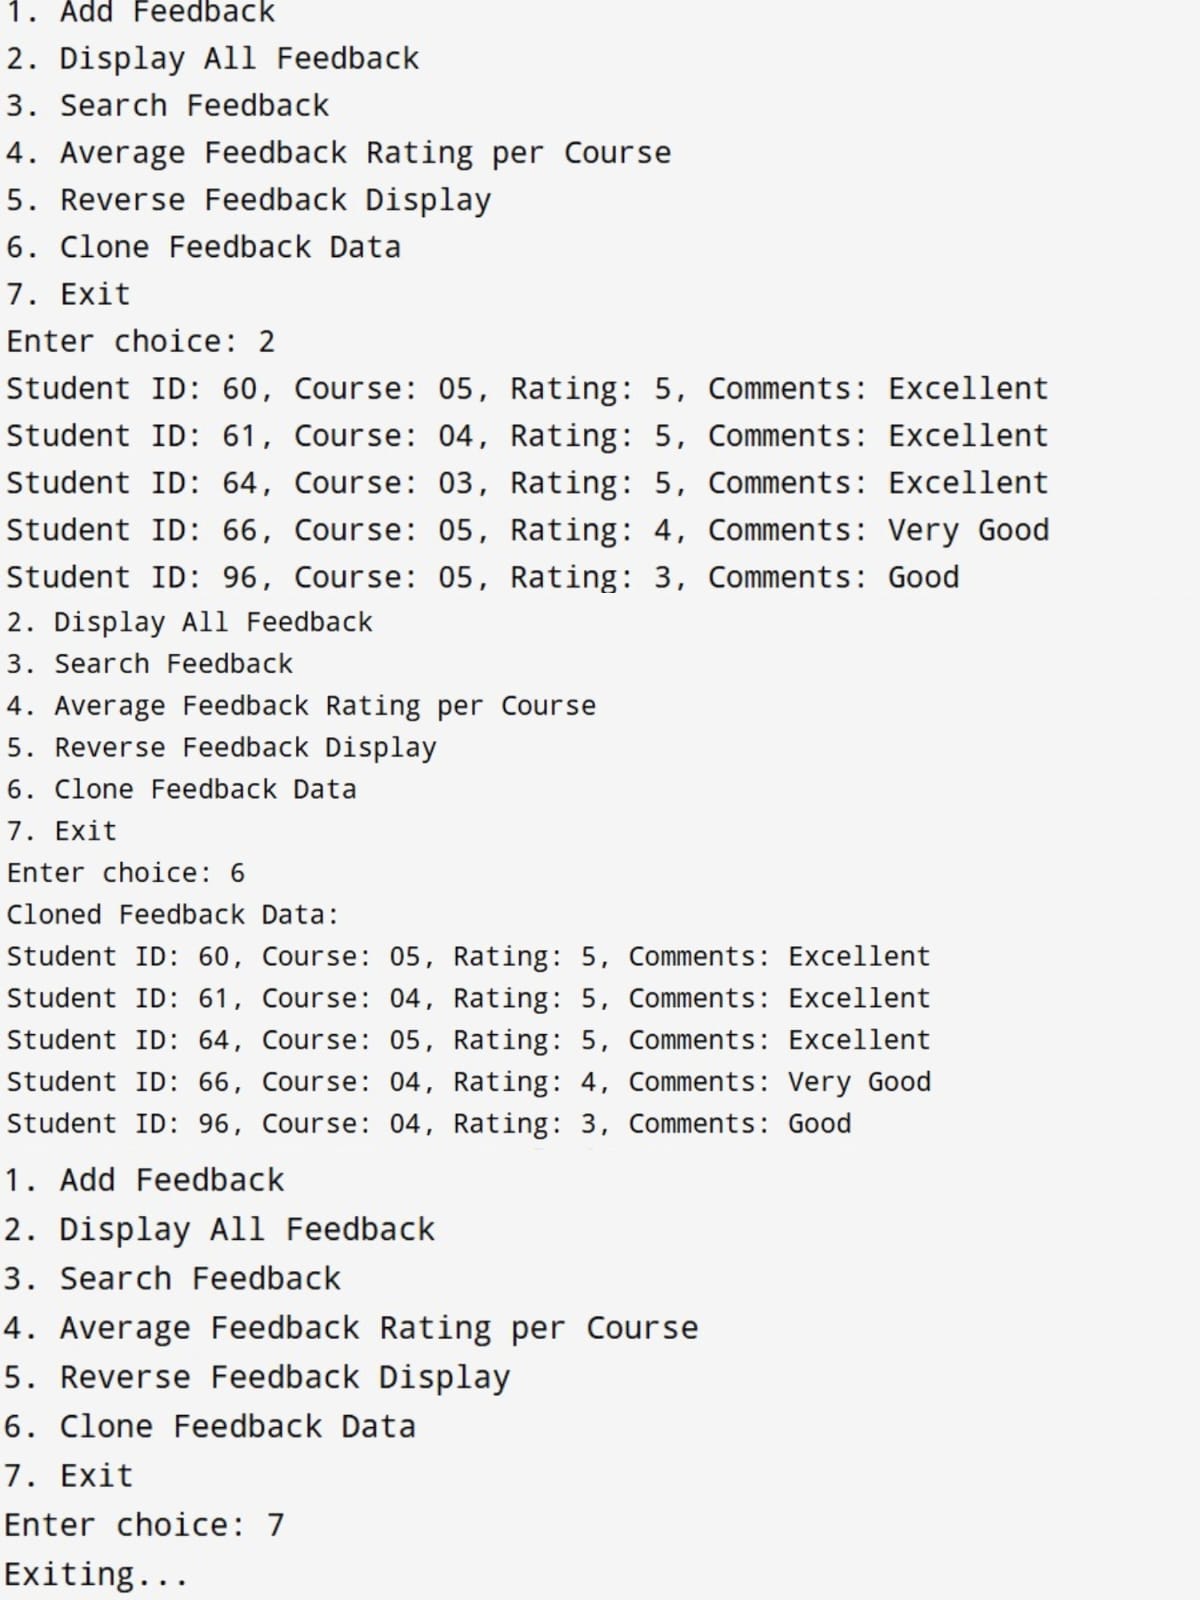 1. Add Feedback
2. Display All Feedback
3. Search Feedback
4. Average Feedback Rating per Course
5. Reverse Feedback Display
6. Clone Feedback Data
7. Exit
Enter choice: 2
Student ID: 60, Course: 05, Rating: 5, Comments: Excellent
Student ID: 61, Course: 04, Rating: 5, Comments: Excellent
Student ID: 64, Course: 03, Rating: 5, Comments: Excellent
Student ID: 66, Course: 05, Rating: 4, Comments: Very Good
Student ID: 96, Course: 05, Rating: 3, Comments: Good
2. Display All Feedback
3. Search Feedback
4. Average Feedback Rating per Course
5. Reverse Feedback Display
6. Clone Feedback Data
7. Exit
Enter choice: 6
Cloned Feedback Data:
Student ID: 60, Course: 05, Rating: 5, Comments: Excellent
Student ID: 61, Course: 04, Rating: 5, Comments: Excellent
Student ID: 64, Course: 05, Rating: 5, Comments: Excellent
Student ID: 66, Course: 04, Rating: 4, Comments: Very Good
Student ID: 96, Course: 04, Rating: 3, Comments: Good
1. Add Feedback
2. Display All Feedback
3. Search Feedback
4. Average Feedback Rating per Course
5. Reverse Feedback Display
6. Clone Feedback Data
7. Exit
Enter choice: 7
Exiting...